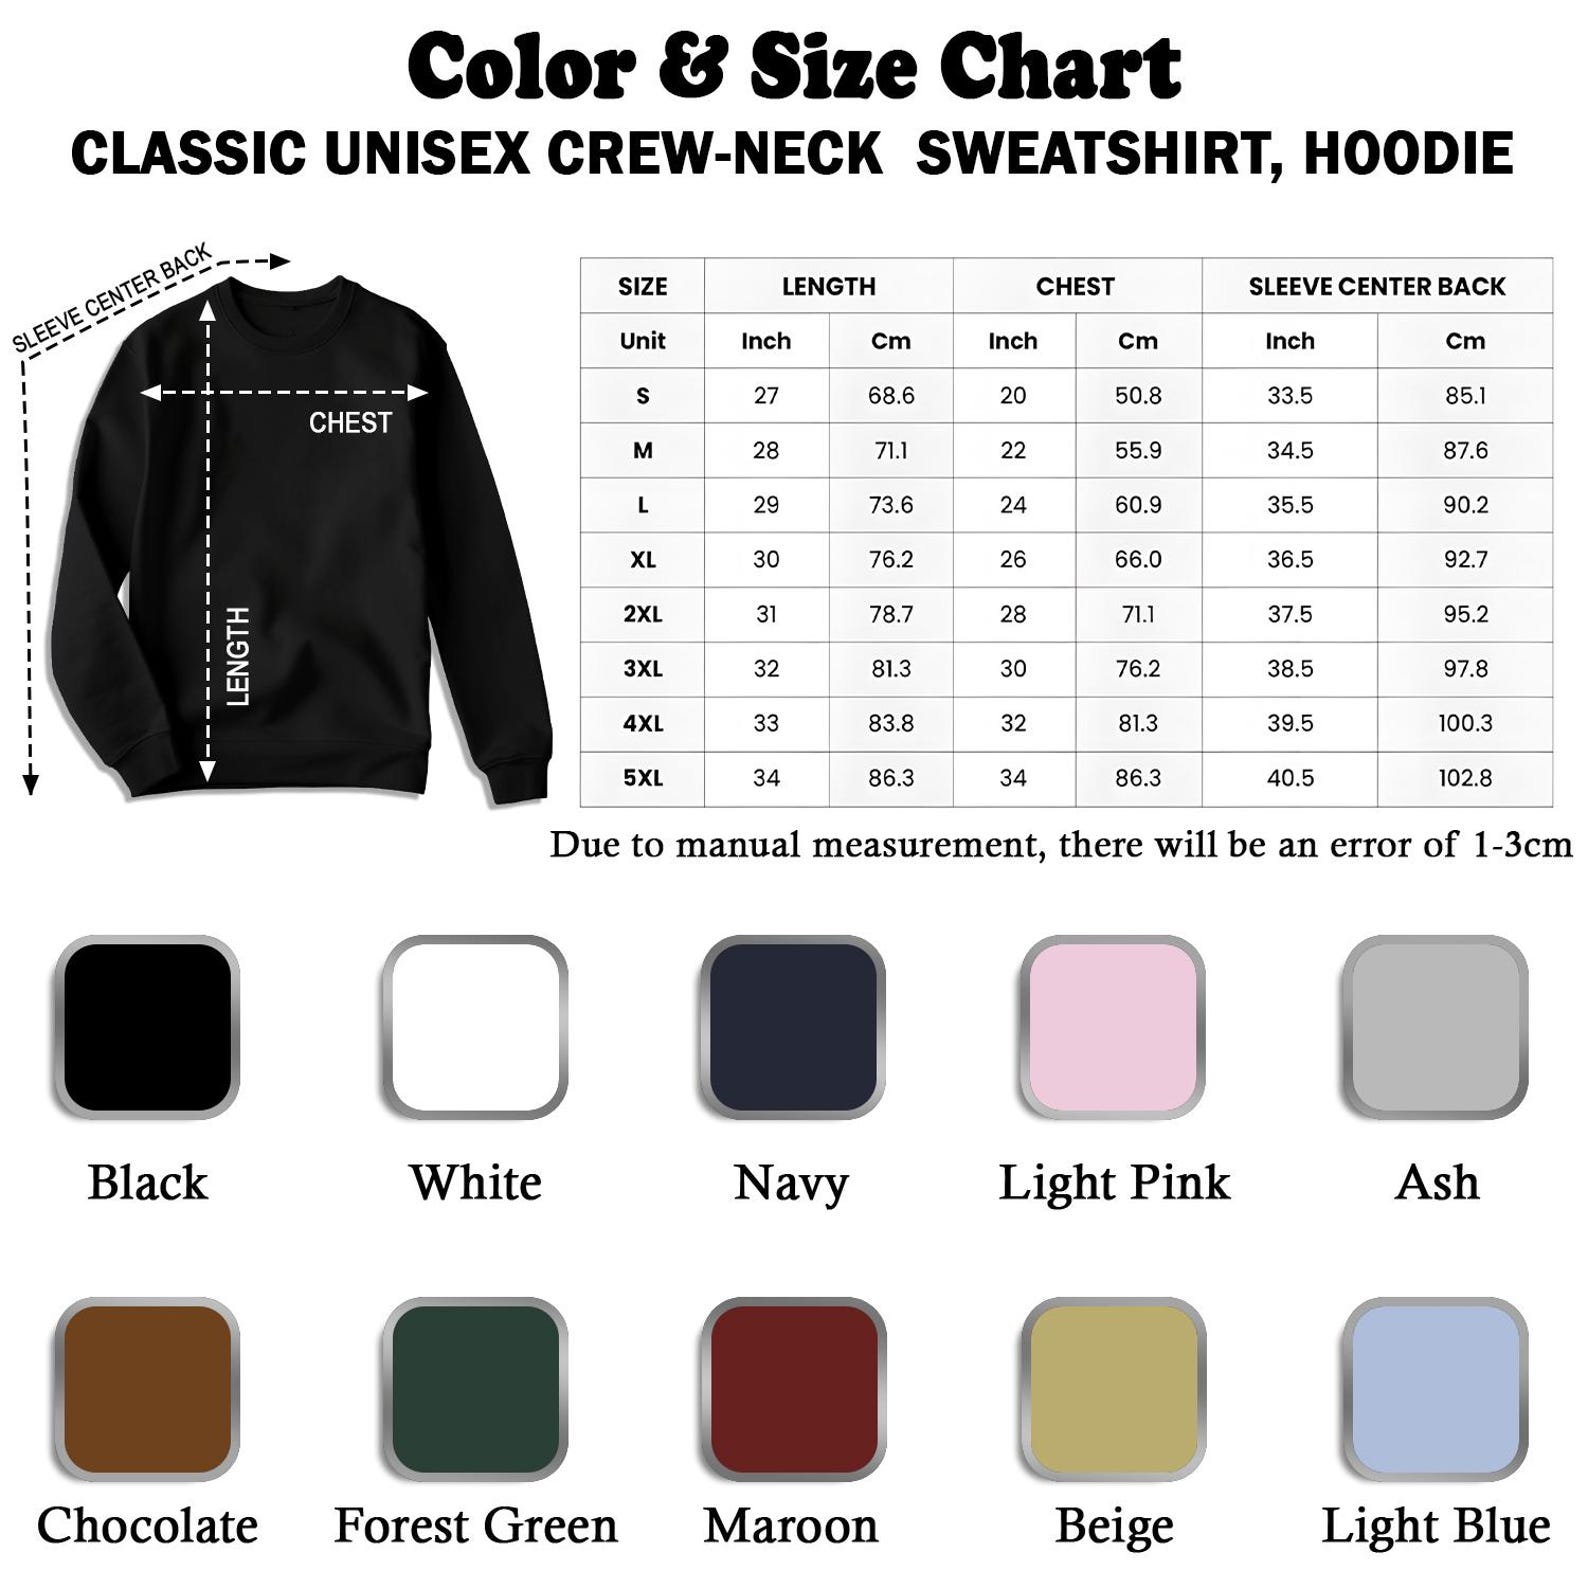 Color & Size Chart
CLASSIC UNISEX CREW-NECK SWEATSHIRT, HOODIE
SLEEVE CENTER BACK
CHEST
LENGTH
SIZE LENGTH CHEST SLEEVE CENTER BACK
Unit Inch Cm Inch Cm Inch Cm
S 27 68.6 20 50.8 33.5 85.1
M 28 71.1 22 55.9 34.5 87.6
L 29 73.6 24 60.9 35.5 90.2
XL 30 76.2 26 66.0 36.5 92.7
2XL 31 78.7 28 71.1 37.5 95.2
3XL 32 81.3 30 76.2 38.5 97.8
4XL 33 83.8 32 81.3 39.5 100.3
5XL 34 86.3 34 86.3 40.5 102.8
Due to manual measurement, there will be an error of 1-3cm
Black White Navy Light Pink Ash
Chocolate Forest Green Maroon Beige Light Blue